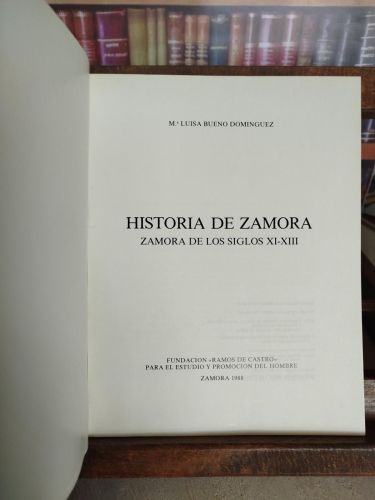 M.ª LUISA BUENO DOMINGUEZ
HISTORIA DE ZAMORA
ZAMORA DE LOS SIGLOS XI-XIII
FUNDACION «RAMOS DE CASTRO»
PARA EL ESTUDIO Y PROMOCION DEL HOMBRE
ZAMORA 1988